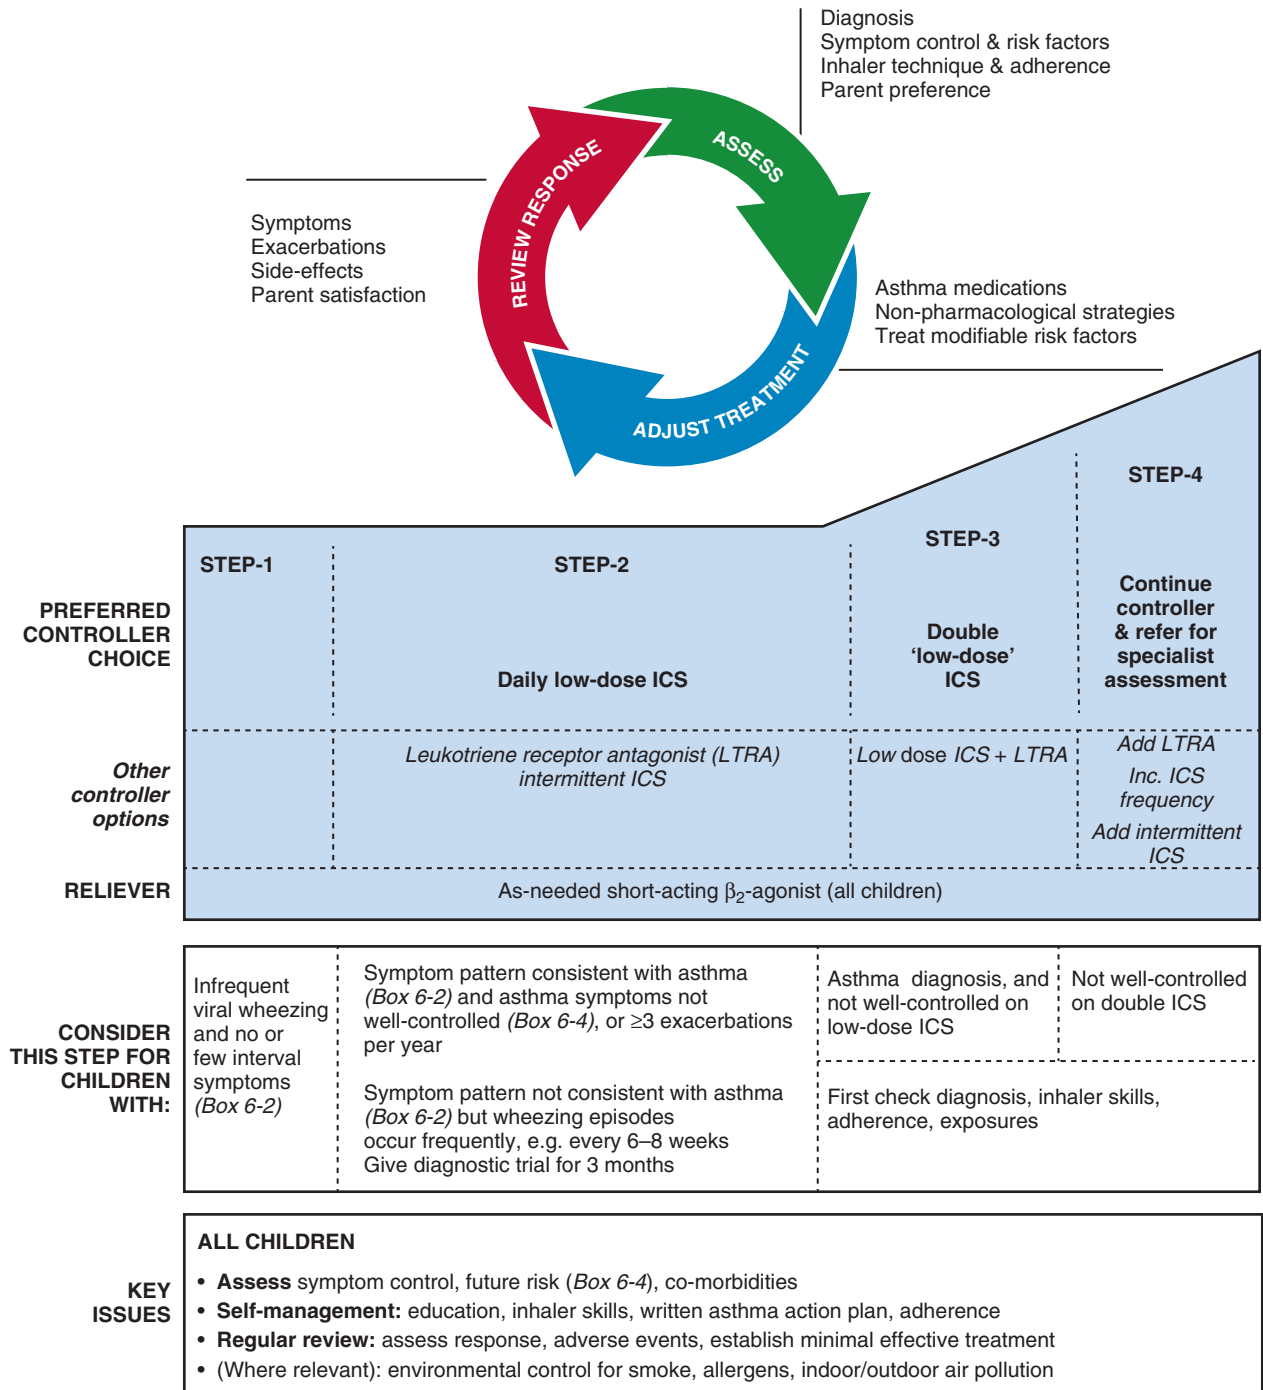 Diagnosis
Symptom control & risk factors
Inhaler technique & adherence
Parent preference
ASSESS
REVIEW RESPONSE
Symptoms
Exacerbations
Side-effects
Parent satisfaction
Asthma medications
Non-pharmacological strategies
Treat modifiable risk factors
ADJUST TREATMENT
STEP-1
STEP-2
STEP-3
STEP-4
PREFERRED
CONTROLLER
CHOICE
Daily low-dose ICS
Double
‘low-dose’
ICS
Continue
controller
& refer for
specialist
assessment
Other
controller
options
Leukotriene receptor antagonist (LTRA)
intermittent ICS
Low dose ICS + LTRA
Add LTRA
Inc. ICS
frequency
Add intermittent
ICS
RELIEVER
As-needed short-acting β2-agonist (all children)
CONSIDER
THIS STEP FOR
CHILDREN
WITH:
Infrequent
viral wheezing
and no or
few interval
symptoms
(Box 6-2)
Symptom pattern consistent with asthma
(Box 6-2) and asthma symptoms not
well-controlled (Box 6-4), or ≥3 exacerbations
per year
Symptom pattern not consistent with asthma
(Box 6-2) but wheezing episodes
occur frequently, e.g. every 6–8 weeks
Give diagnostic trial for 3 months
Asthma diagnosis, and
not well-controlled on
low-dose ICS
Not well-controlled
on double ICS
First check diagnosis, inhaler skills,
adherence, exposures
KEY
ISSUES
ALL CHILDREN
• Assess symptom control, future risk (Box 6-4), co-morbidities
• Self-management: education, inhaler skills, written asthma action plan, adherence
• Regular review: assess response, adverse events, establish minimal effective treatment
• (Where relevant): environmental control for smoke, allergens, indoor/outdoor air pollution